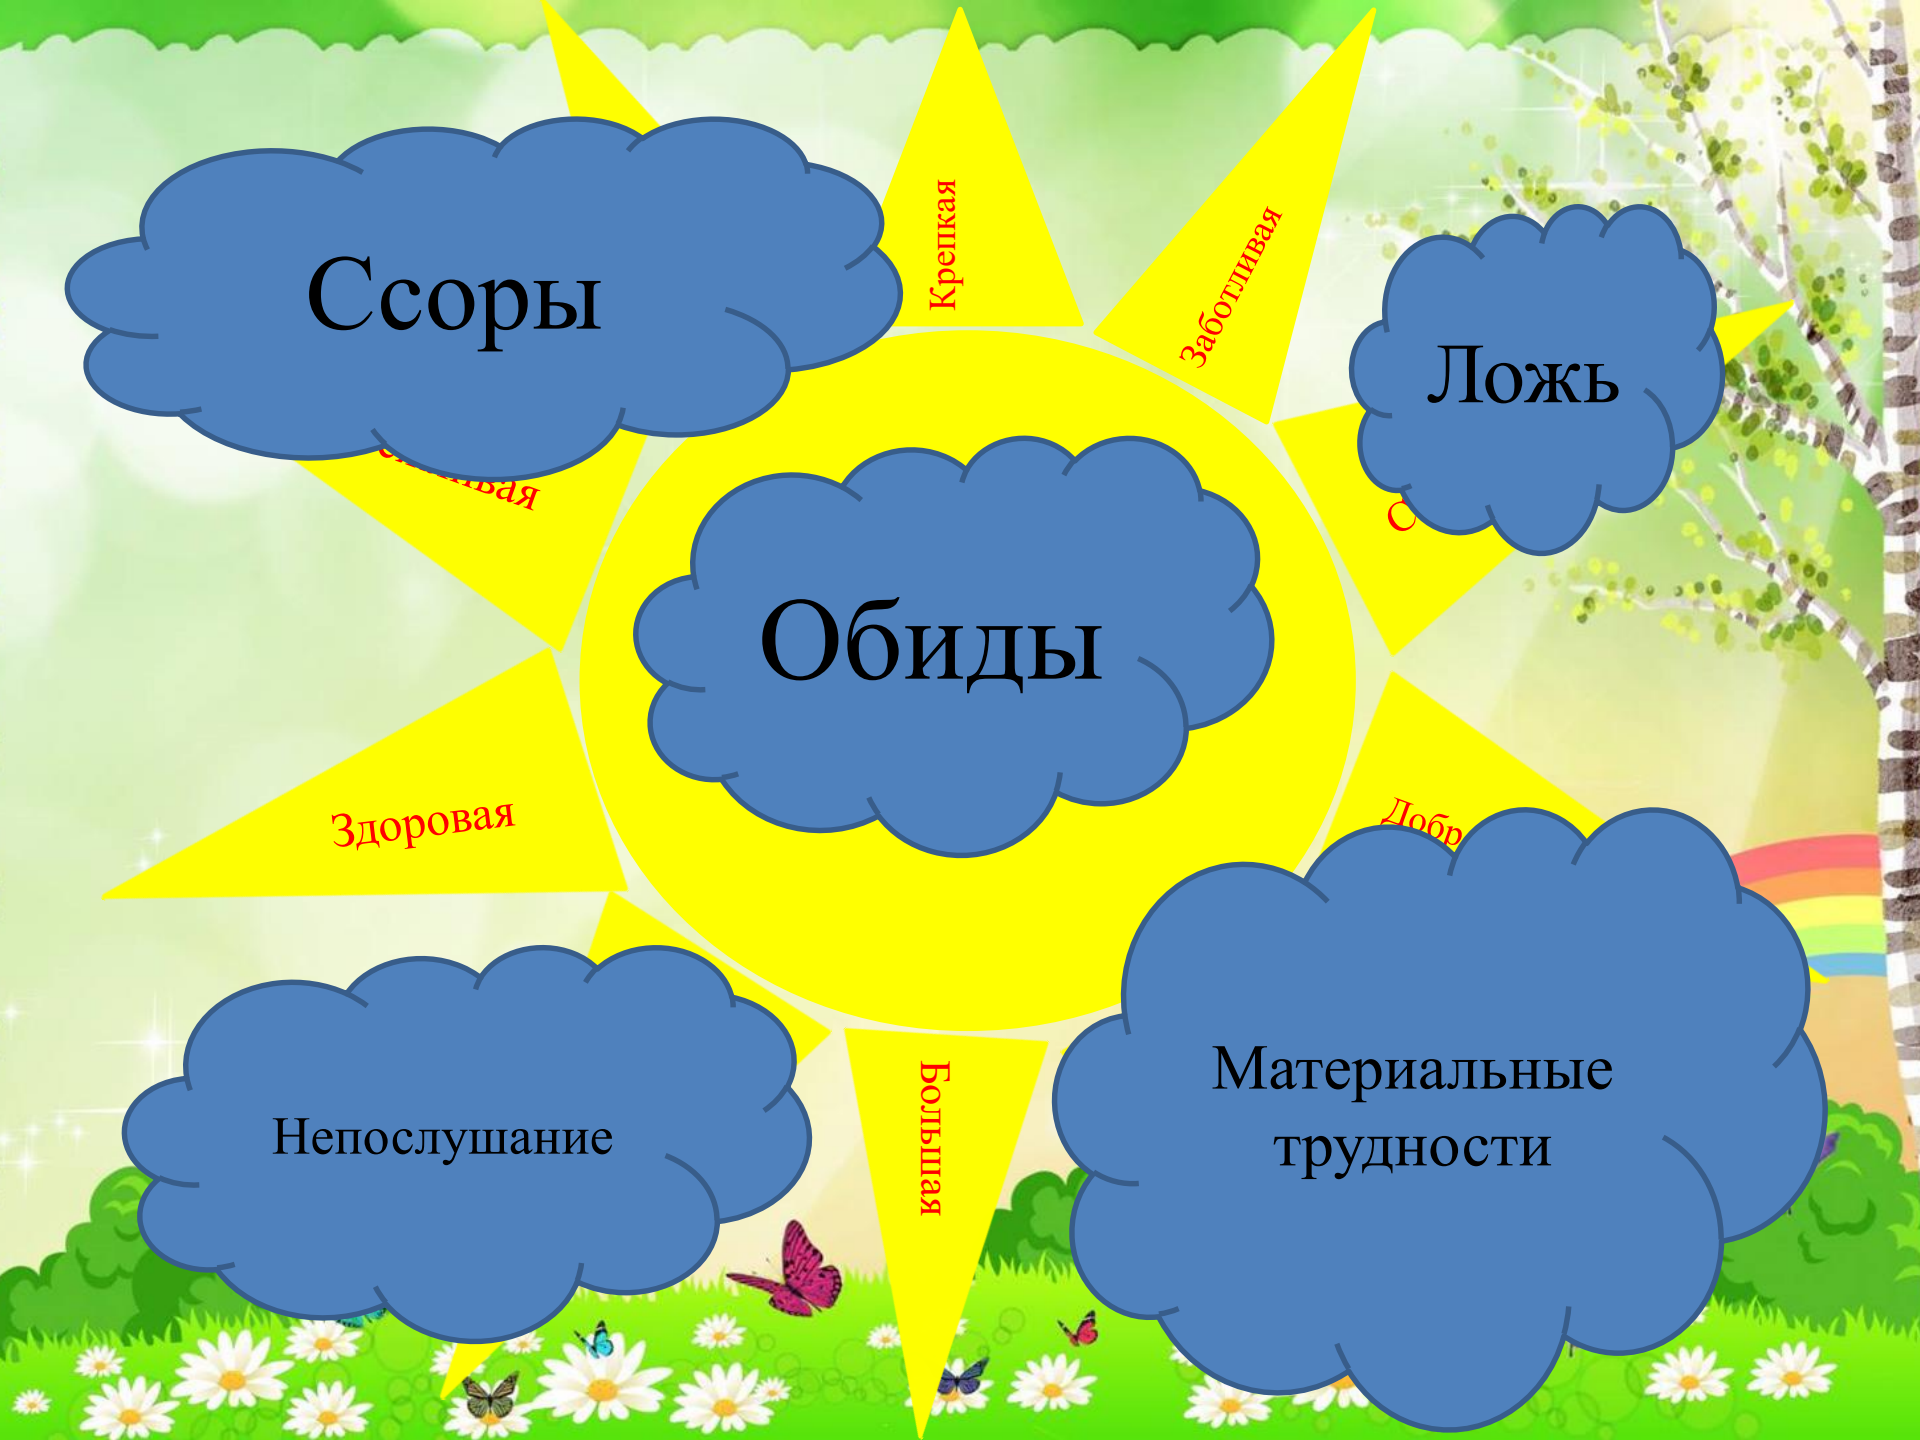 Крепкая
Заботливая
Ссоры
Ложь
Обиды
Здоровая
Непослушание
Большая
Материальные
трудности